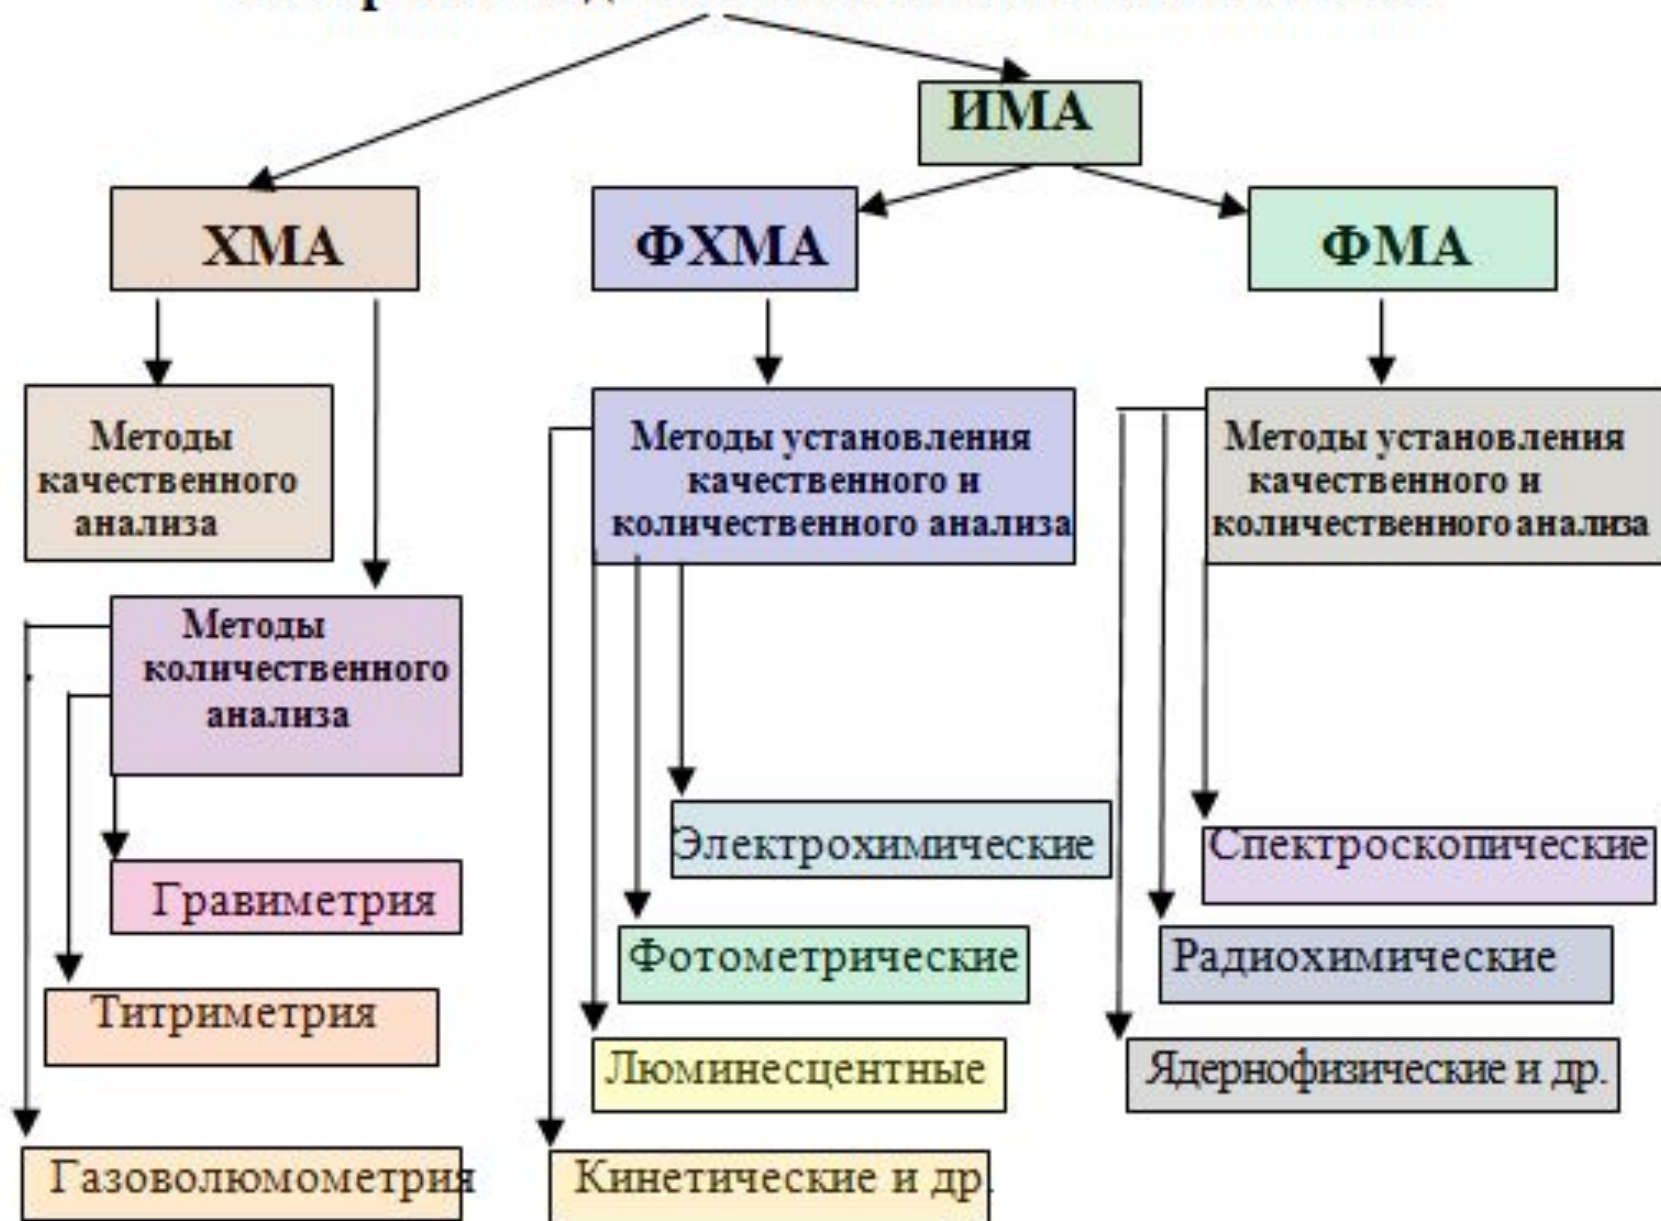 ИМА
ХМА
ФХМА
ФМА
Методы
качественного
анализа
Методы установления
качественного и
количественного анализа
Методы установления
качественного и
количественного анализа
Методы
количественного
анализа
Электрохимические
Спектроскопические
Гравиметрия
Фотометрические
Радиохимические
Титриметрия
Люминесцентные
Ядернофизические и др.
Газоволюмометрия
Кинетические и др.